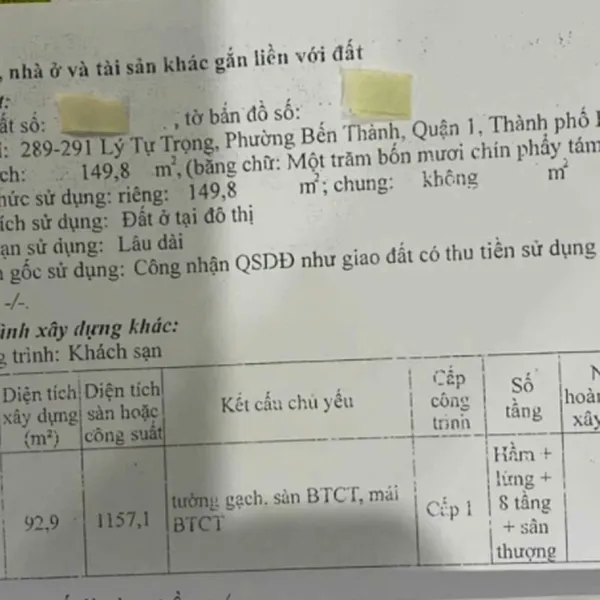 , nhà ở và tài sản khác gắn liền với đất
ất số: , tờ bản đồ số:
: 289-291 Lý Tự Trọng, Phường Bến Thành, Quận 1, Thành phố
ch: 149,8 m², (bằng chữ: Một trăm bốn mươi chín phẩy tám
hức sử dụng: riêng: 149,8 m²; chung: không m²
ích sử dụng: Đất ở tại đô thị
ạn sử dụng: Lâu dài
gốc sử dụng: Công nhận QSDĐ như giao đất có thu tiền sử dụng
-/-.
ình xây dựng khác:
g trình: Khách sạn
Diện tích xây dựng (m²)
Diện tích sàn hoặc công suất
Kết cấu chủ yếu
Cấp công trình
Số tầng
hoàn
xây
92,9
1157,1
tường gạch, sàn BTCT, mái
BTCT
Cấp 1
Hầm +
lửng +
8 tầng
+ sân
thượng